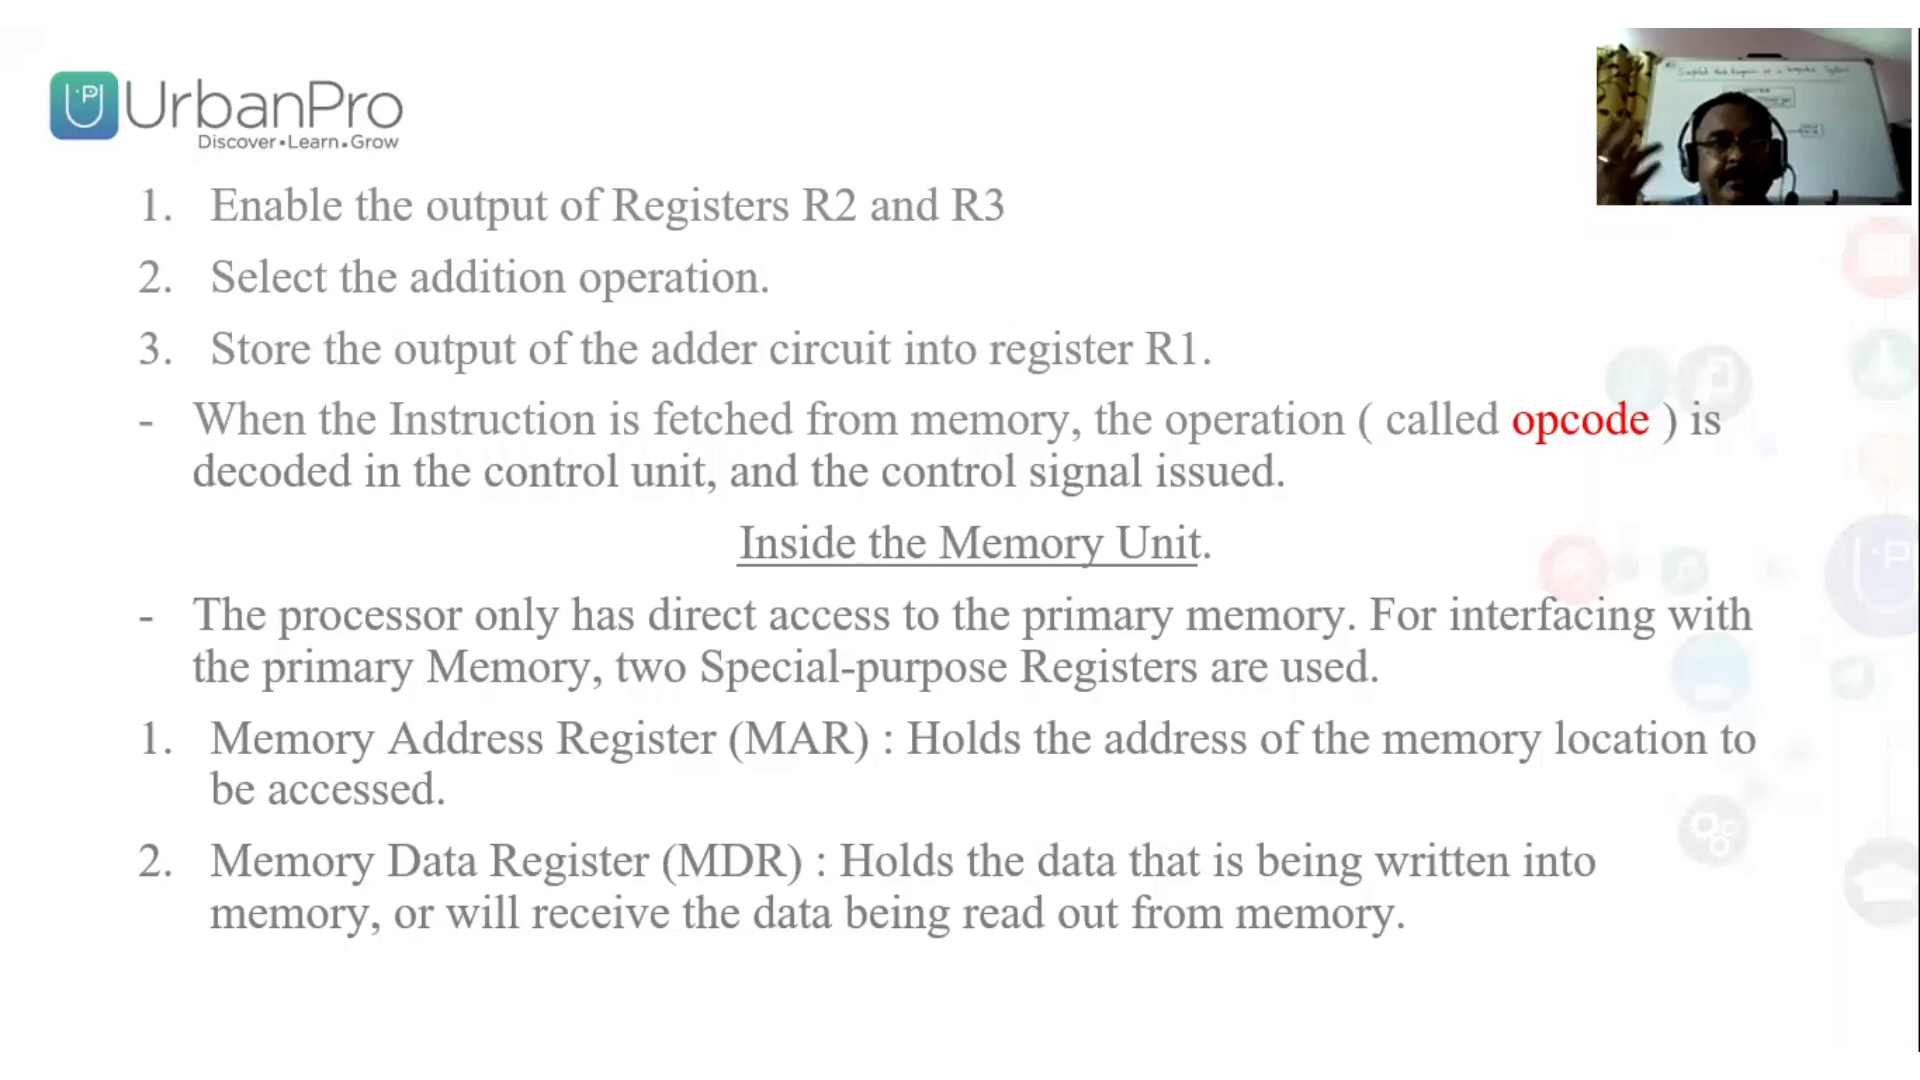 UrbanPro
Discover • Learn • Grow
1. Enable the output of Registers R2 and R3
2. Select the addition operation.
3. Store the output of the adder circuit into register R1.
- When the Instruction is fetched from memory, the operation ( called opcode ) is
decoded in the control unit, and the control signal issued.
Inside the Memory Unit.
- The processor only has direct access to the primary memory. For interfacing with
the primary Memory, two Special-purpose Registers are used.
1. Memory Address Register (MAR) : Holds the address of the memory location to
be accessed.
2. Memory Data Register (MDR) : Holds the data that is being written into
memory, or will receive the data being read out from memory.